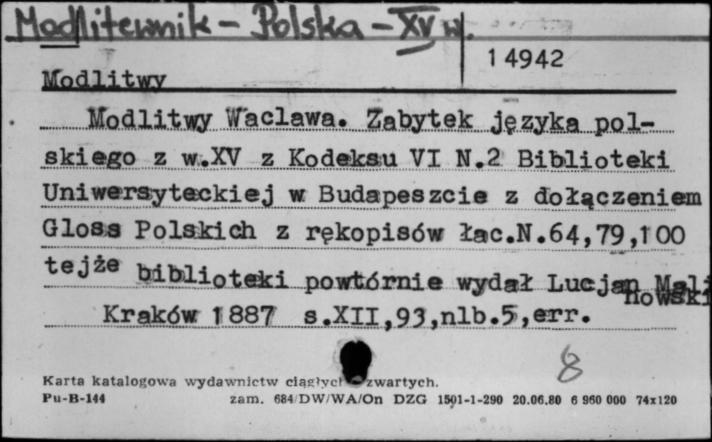 Modlitewnik - Polska - XV w.
14942
Modlitwy
Modlitwy Wacława. Zabytek języka pol-
skiego z w.XV z Kodeksu VI N.2 Biblioteki
Uniwersyteckiej w Budapeszcie z dołączeniem
Gloss Polskich z rękopisów łac.N.64,79,100
tejże biblioteki powtórnie wydał Lucjan Mali
nowski
Kraków 1887 s.XII,93,nlb.5,err.
8
Karta katalogowa wydawnictw ciągłych zwartych.
Pu-B-144 zam. 684/DW/WA/On DZG 1501-1-290 20.06.80 6 960 000 74x120